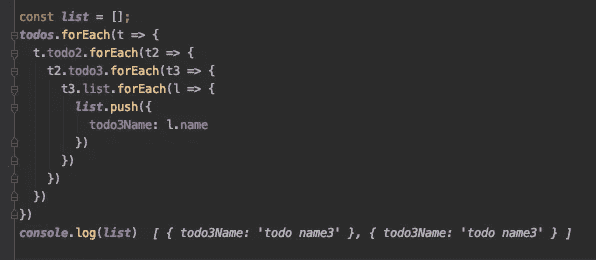 const list = [];
todos.forEach(t => {
  t.todo2.forEach(t2 => {
    t2.todo3.forEach(t3 => {
      t3.list.forEach(l => {
        list.push({
          todo3Name: l.name
        })
      })
    })
  })
})
console.log(list)  [ { todo3Name: 'todo name3' }, { todo3Name: 'todo name3' } ]